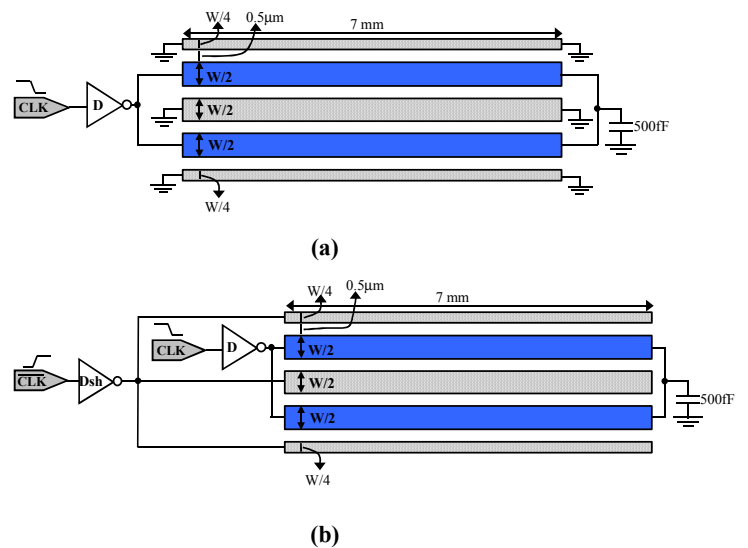 W/4 0.5μm 7 mm
W/2
CLK D W/2
W/2 500fF
W/4
(a)
W/4 0.5μm 7 mm
CLK D W/2
CLK Dsh W/2
W/2 500fF
W/4
(b)